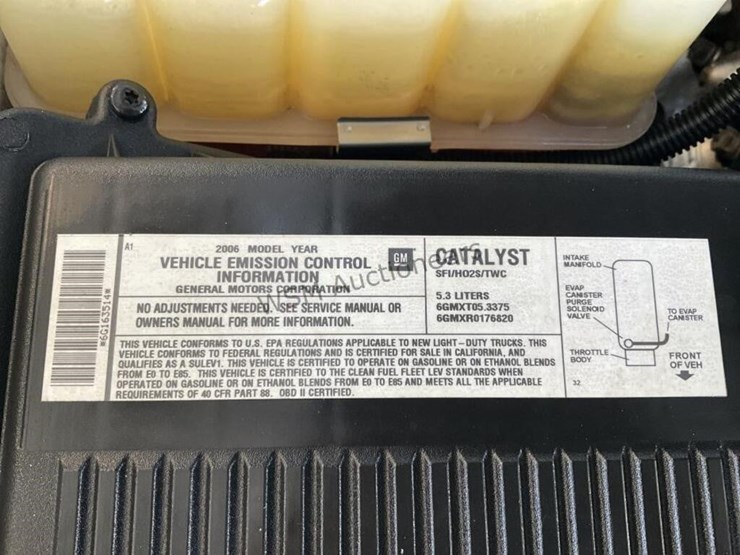 *6G163514*
A1
2006 MODEL YEAR
VEHICLE EMISSION CONTROL
INFORMATION
GENERAL MOTORS CORPORATION
GM
NO ADJUSTMENTS NEEDED. SEE SERVICE MANUAL OR
OWNERS MANUAL FOR MORE INFORMATION.
CATALYST
SFI/HO2S/TWC
5.3 LITERS
6GMXT05.3375
6GMXR0176820
THIS VEHICLE CONFORMS TO U.S. EPA REGULATIONS APPLICABLE TO NEW LIGHT-DUTY TRUCKS. THIS
VEHICLE CONFORMS TO FEDERAL REGULATIONS AND IS CERTIFIED FOR SALE IN CALIFORNIA, AND
QUALIFIES AS A SULEV1. THIS VEHICLE IS CERTIFIED TO OPERATE ON GASOLINE OR ON ETHANOL BLENDS
FROM E0 TO E85. THIS VEHICLE IS CERTIFIED TO THE CLEAN FUEL FLEET LEV STANDARDS WHEN
OPERATED ON GASOLINE OR ON ETHANOL BLENDS FROM E0 TO E85 AND MEETS ALL THE APPLICABLE
REQUIREMENTS OF 40 CFR PART 88. OBD II CERTIFIED.
INTAKE
MANIFOLD
EVAP
CANISTER
PURGE
SOLENOID
VALVE
TO EVAP
CANISTER
THROTTLE
BODY
FRONT
OF VEH
32
WSM Auctioneers